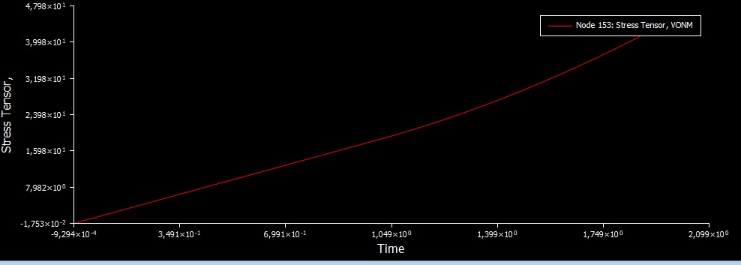 4,798×10¹
Node 153: Stress Tensor, VONM
3,998×10¹
3,198×10¹
2,398×10¹
1,598×10¹
7,982×10⁰
-1,753×10⁻²
Stress Tensor,
-9,294×10⁻⁴ 3,491×10⁻¹ 6,991×10⁻¹ 1,049×10⁰ 1,399×10⁰ 1,749×10⁰ 2,099×10⁰
Time